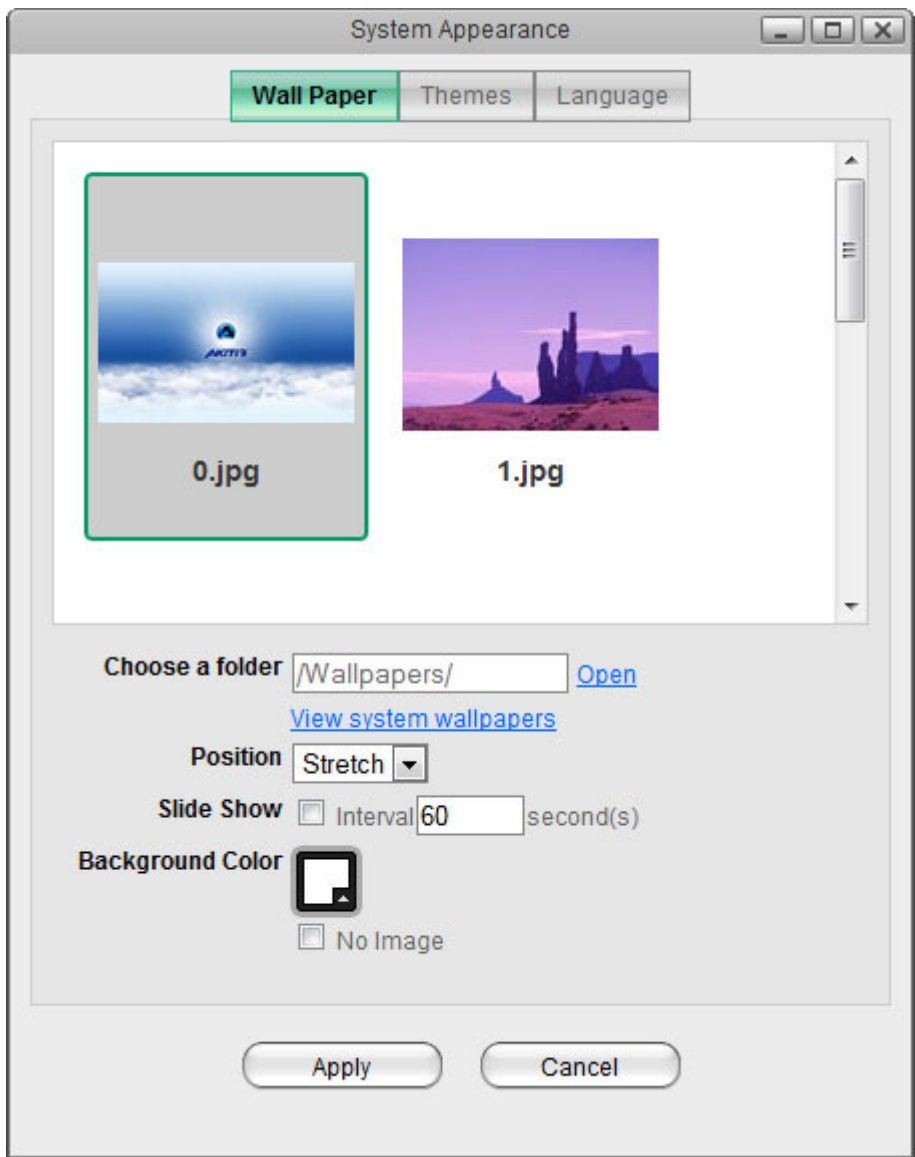 System Appearance
Wall Paper Themes Language
AKiTiO
0.jpg 1.jpg
Choose a folder /Wallpapers/ Open
View system wallpapers
Position Stretch
Slide Show Interval 60 second(s)
Background Color
No Image
Apply Cancel